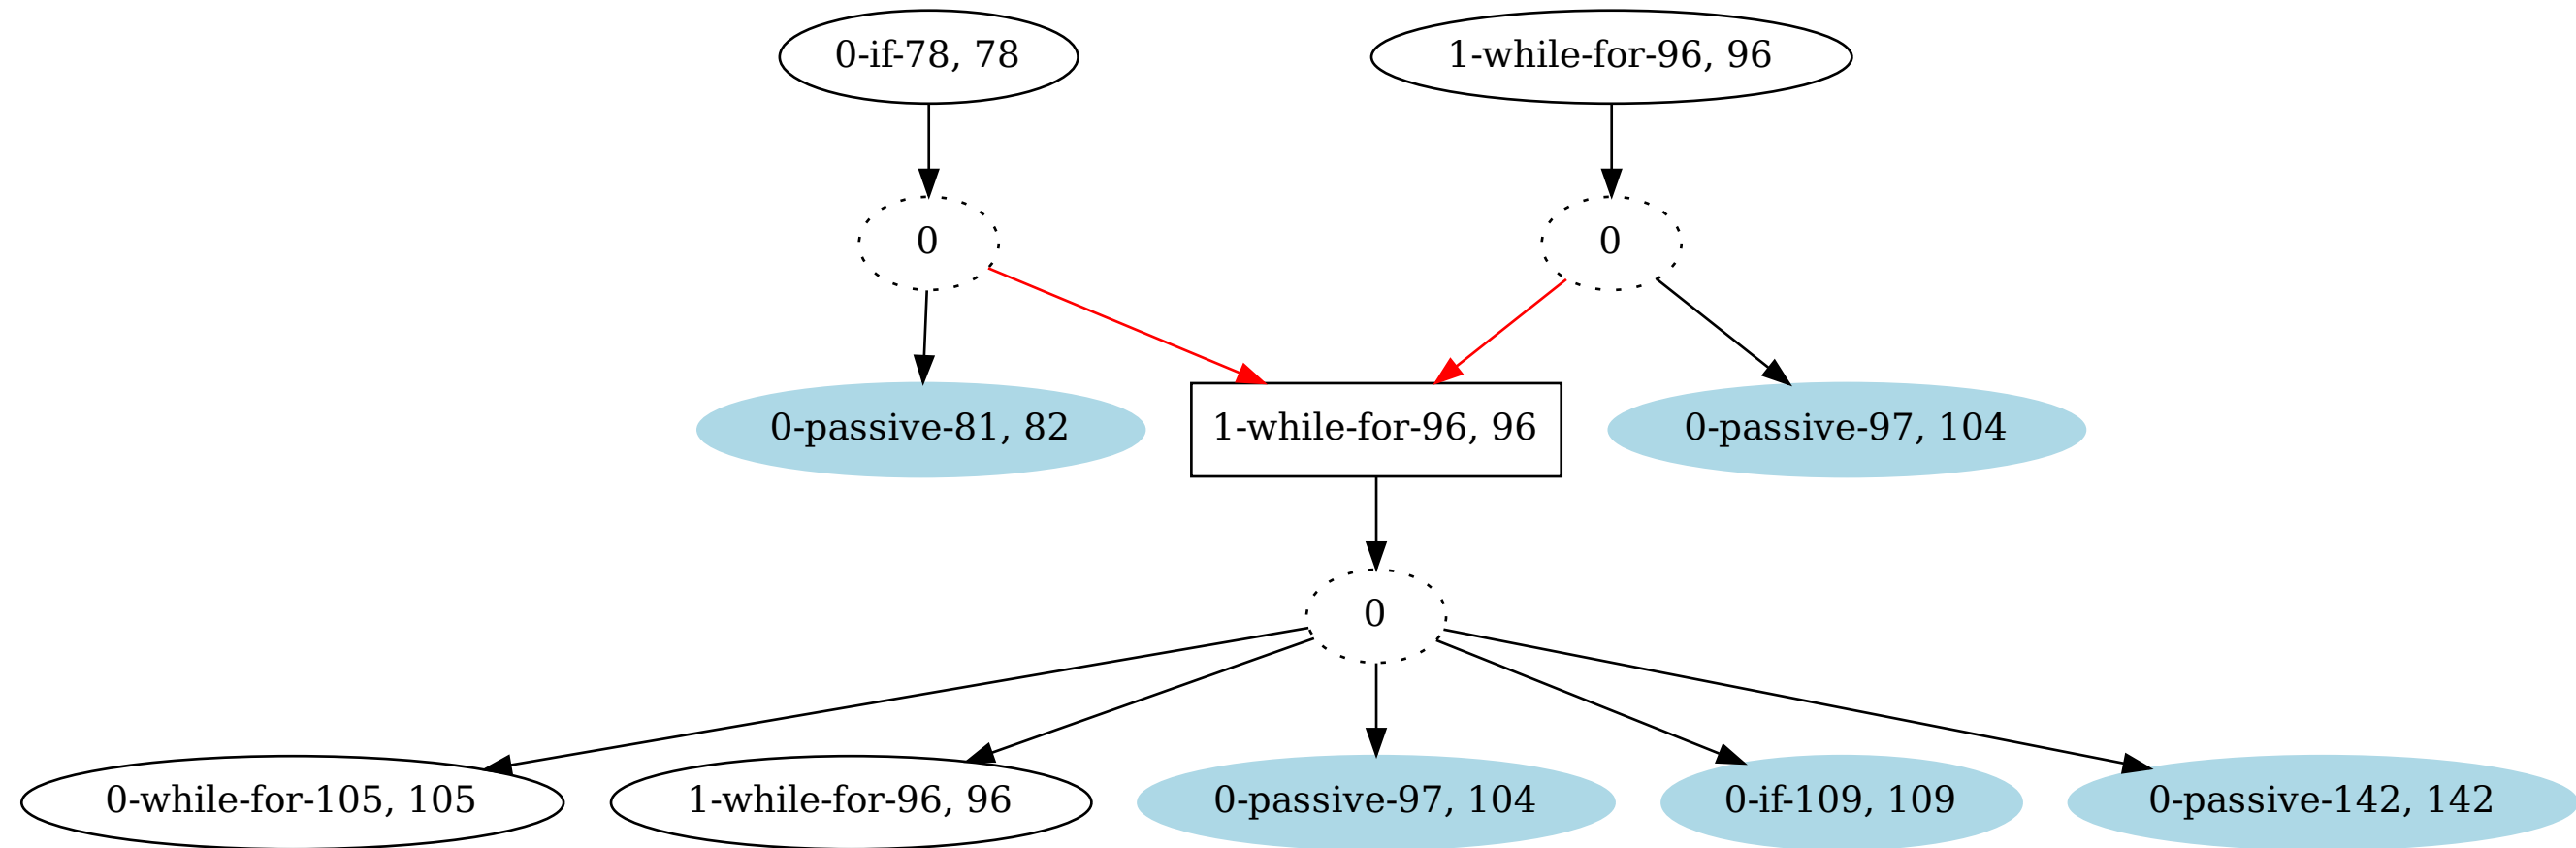 0-if-78, 78
1-while-for-96, 96
0
0
0-passive-81, 82
1-while-for-96, 96
0-passive-97, 104
0
0-while-for-105, 105
1-while-for-96, 96
0-passive-97, 104
0-if-109, 109
0-passive-142, 142